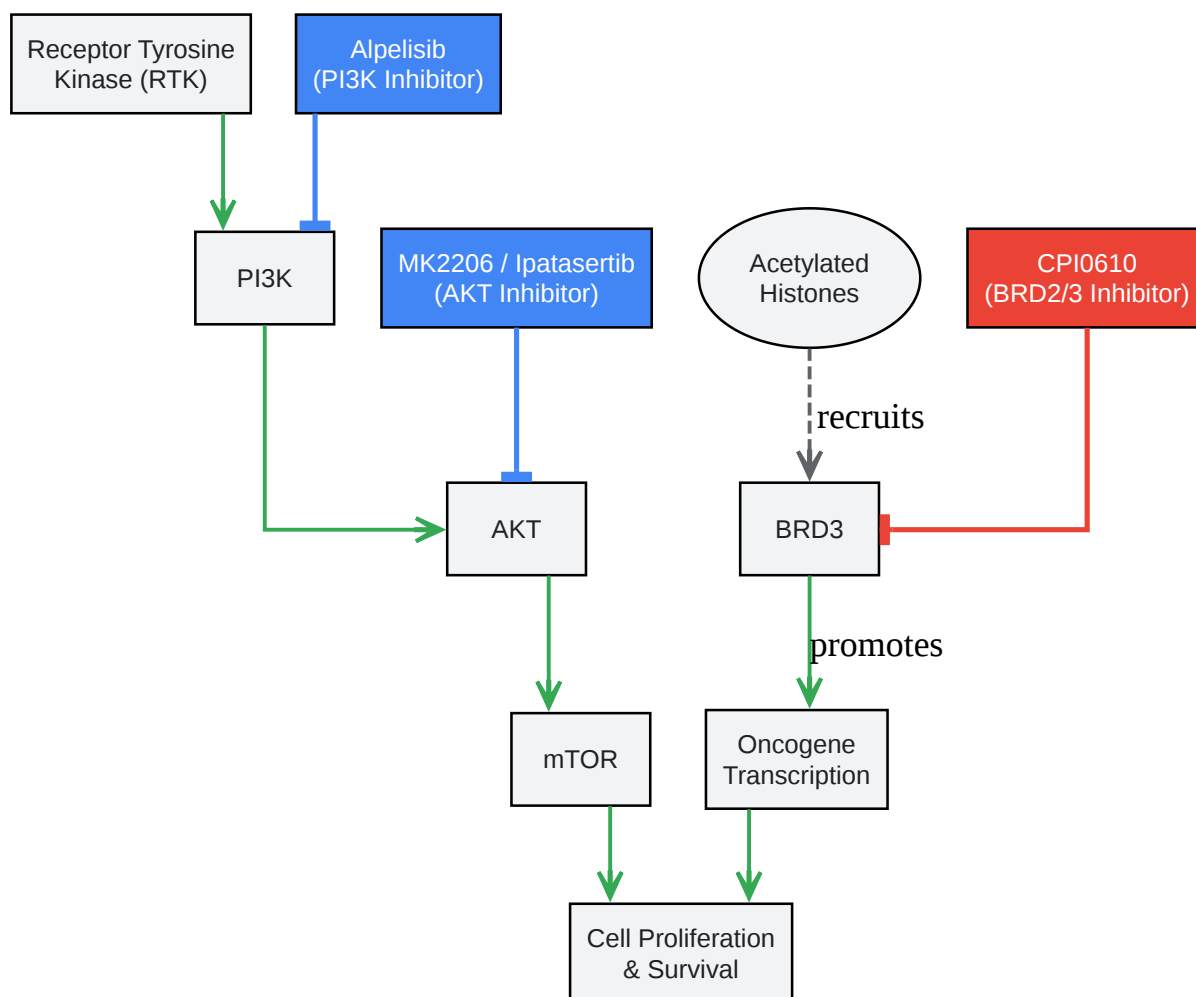 Receptor Tyrosine
Kinase (RTK)
Alpelisib
(PI3K Inhibitor)
PI3K
MK2206 / Ipatasertib
(AKT Inhibitor)
Acetylated
Histones
CPI0610
(BRD2/3 Inhibitor)
recruits
AKT
BRD3
promotes
mTOR
Oncogene
Transcription
Cell Proliferation
& Survival